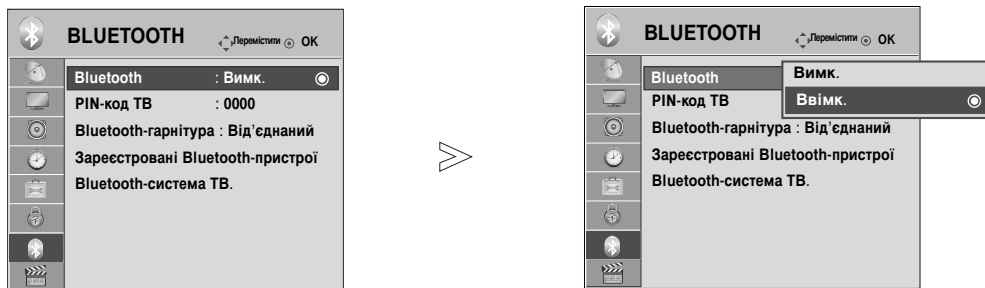 BLUETOOTH Перемістити OK
Bluetooth : Вимк.
PIN-код ТВ : 0000
Bluetooth-гарнітура : Від’єднаний
Зареєстровані Bluetooth-пристрої
Bluetooth-система ТВ.
BLUETOOTH Перемістити OK
Bluetooth Вимк.
PIN-код ТВ Ввімк.
Bluetooth-гарнітура : Від’єднаний
Зареєстровані Bluetooth-пристрої
Bluetooth-система ТВ.